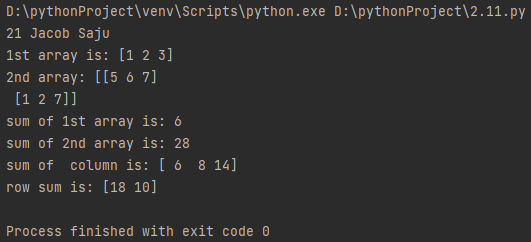 D:\pythonProject\venv\Scripts\python.exe D:\pythonProject\2.11.py
21 Jacob Saju
1st array is: [1 2 3]
2nd array: [[5 6 7]
 [1 2 7]]
sum of 1st array is: 6
sum of 2nd array is: 28
sum of  column is: [ 6  8 14]
row sum is: [18 10]

Process finished with exit code 0